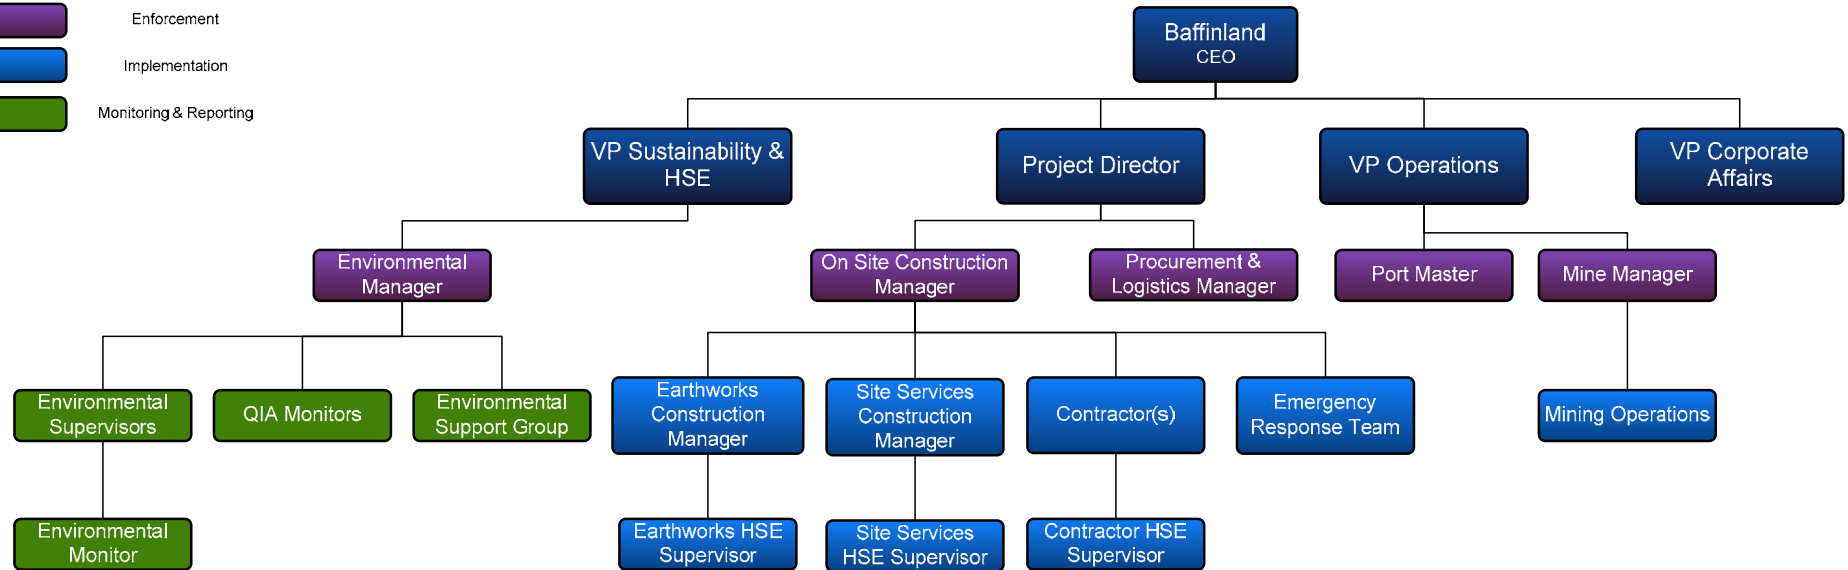 Enforcement
Implementation
Monitoring & Reporting
Baffinland
CEO
VP Sustainability &
HSE
Project Director
VP Operations
VP Corporate
Affairs
Environmental
Manager
On Site Construction
Manager
Procurement &
Logistics Manager
Port Master
Mine Manager
Environmental
Supervisors
QIA Monitors
Environmental
Support Group
Earthworks
Construction
Manager
Site Services
Construction
Manager
Contractor(s)
Emergency
Response Team
Mining Operations
Environmental
Monitor
Earthworks HSE
Supervisor
Site Services
HSE Supervisor
Contractor HSE
Supervisor